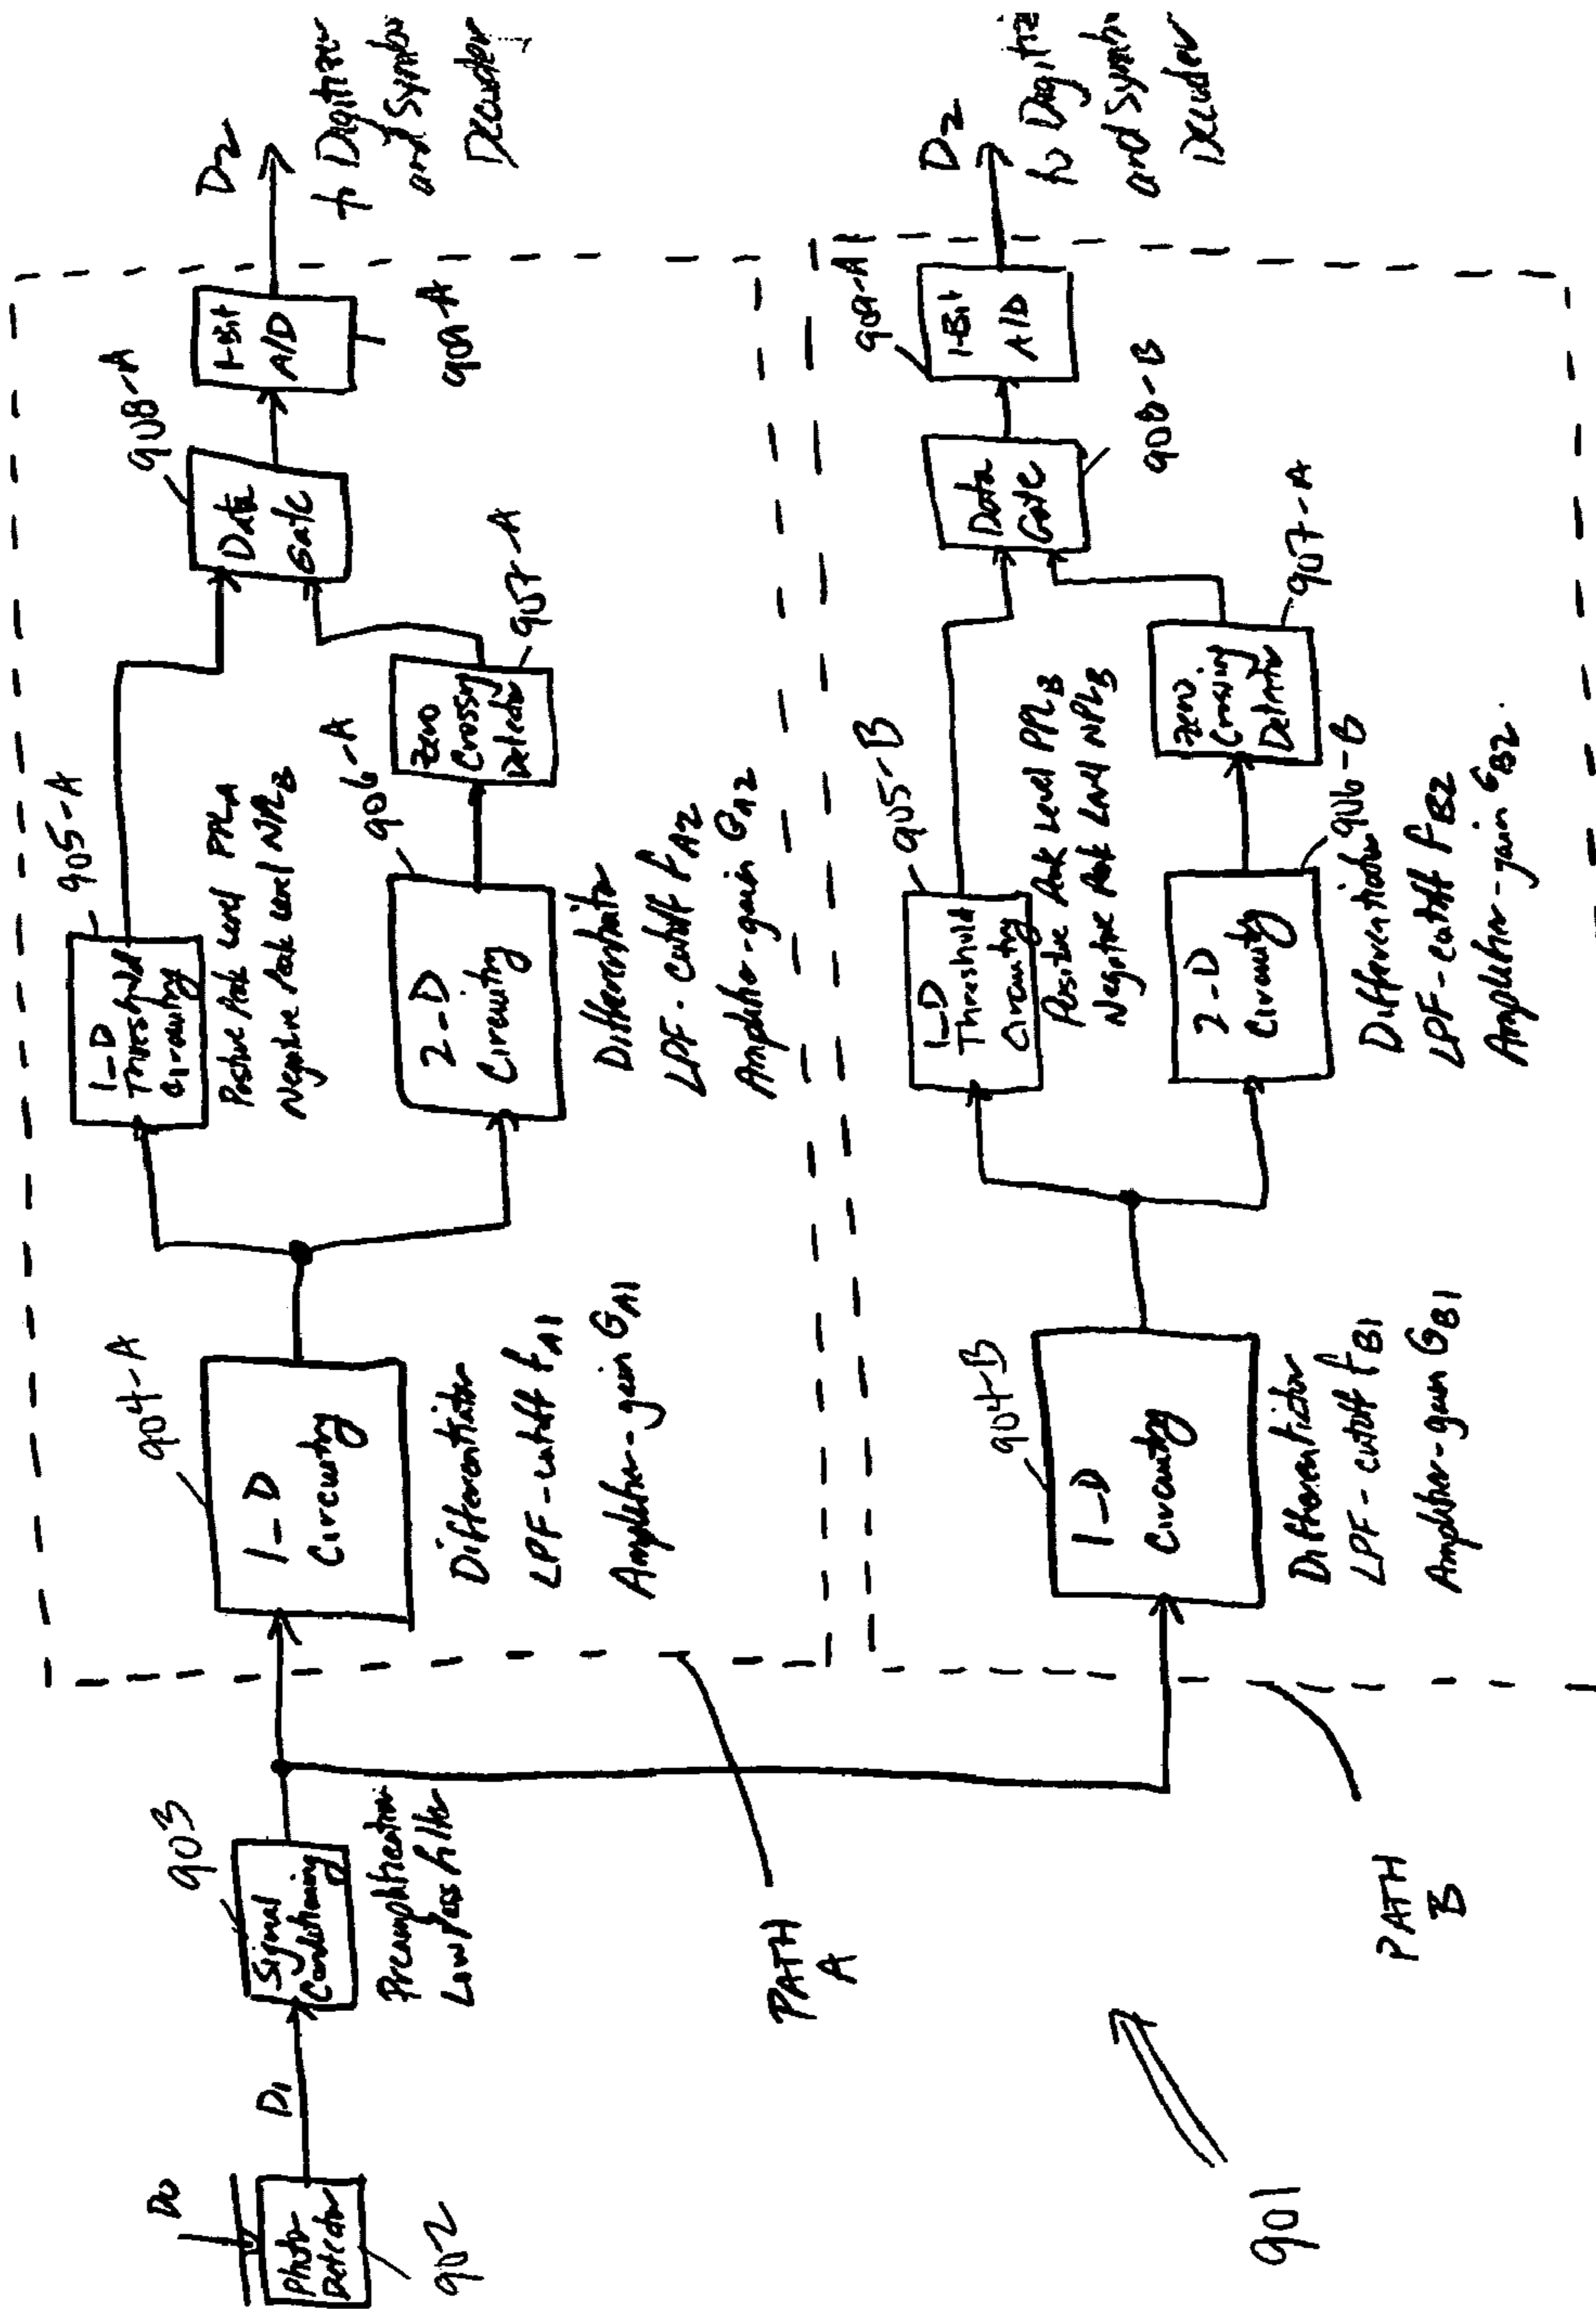 D0
Photo
Detector
902
D1
903
Signal
Conditioning
Preamplification
Low Pass Filter
PATH
A
PATH
B
901
904-A
1-D
Circuitry
Differentiator
LPF-cutoff fA1
Amplifier-gain GA1
905-A
1-D
Threshold
Circuitry
Positive Peak Level PPLA
Negative Peak Level NPLB
906-A
2-D
Circuitry
Differentiator
LPF-cutoff fA2
Amplifier-gain GA2
Zero
Crossing
Detector
907-A
908-A
Data
Gate
1-Bit
A/D
909-A
D2
to Digitizer
and Symbol
Decoder
904-B
1-D
Circuitry
Differentiator
LPF-cutoff fB1
Amplifier-gain GB1
905-B
1-D
Threshold
Circuitry
Positive Peak Level PPLB
Negative Peak Level NPLB
2-D
Circuitry
906-B
Differentiator
LPF-cutoff fB2
Amplifier-gain GB2.
Zero
Crossing
Detector
907-A
Data
Gate
908-B
909-A
1-Bit
A/D
D2
to Digitize
and Symb
Decoder